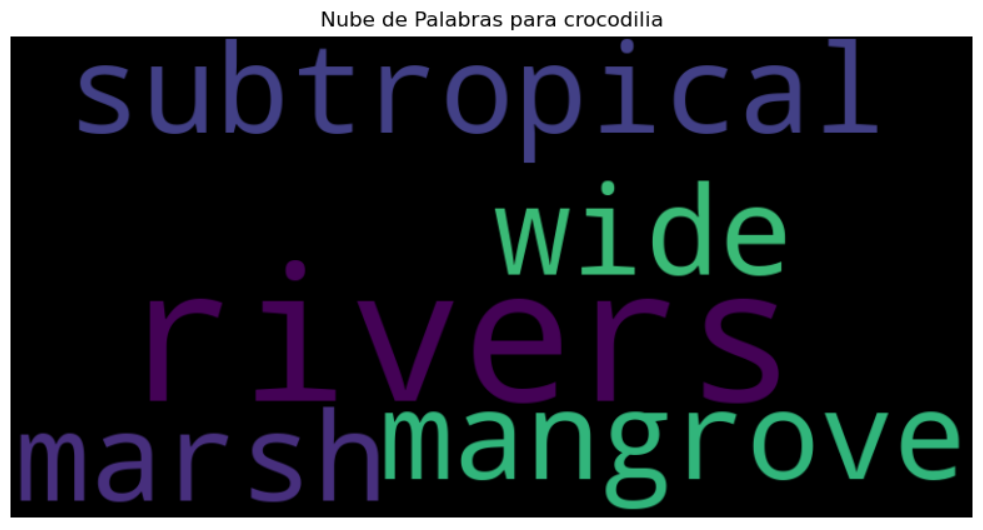 Nube de Palabras para crocodilia
subtropical
wide
rivers
marsh mangrove